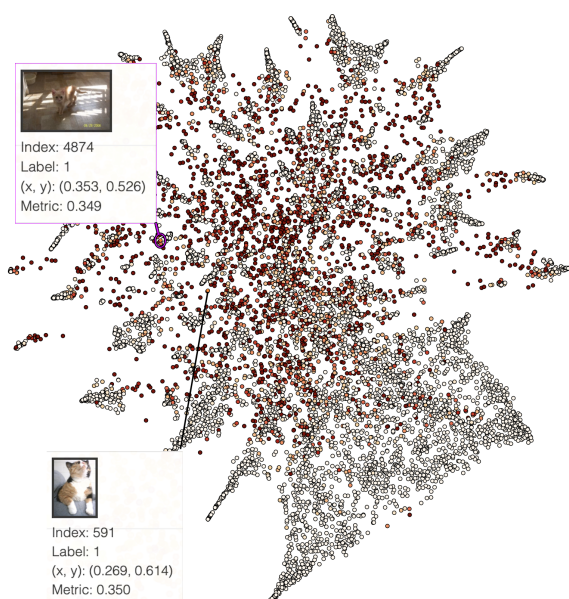 Index: 4874
Label: 1
(x, y): (0.353, 0.526)
Metric: 0.349
Index: 591
Label: 1
(x, y): (0.269, 0.614)
Metric: 0.350